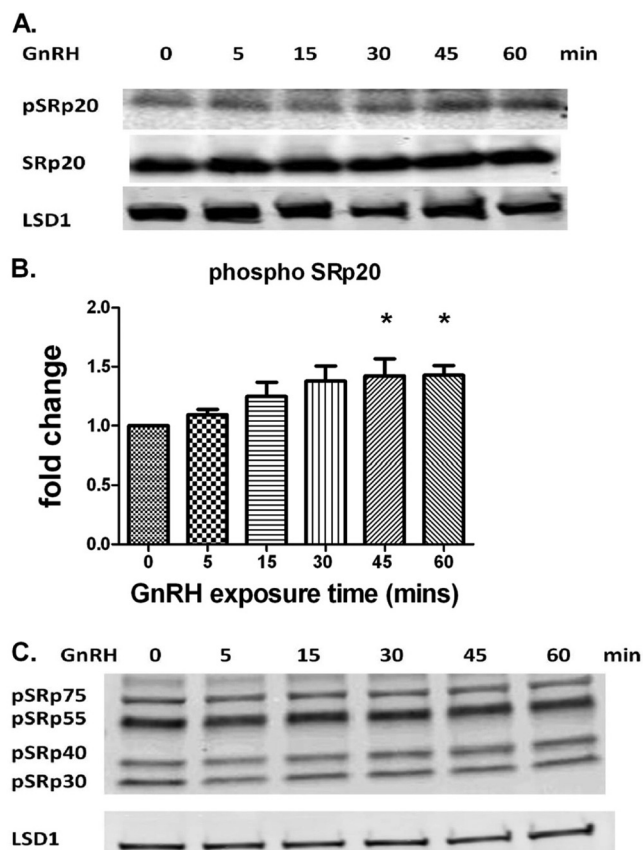 A.
GnRH 0 5 15 30 45 60 min
pSRp20
SRp20
LSD1
B.
phospho SRp20
fold change
2.0
1.5
1.0
0.5
0.0
* *
0 5 15 30 45 60
GnRH exposure time (mins)
C.
GnRH 0 5 15 30 45 60 min
pSRp75
pSRp55
pSRp40
pSRp30
LSD1